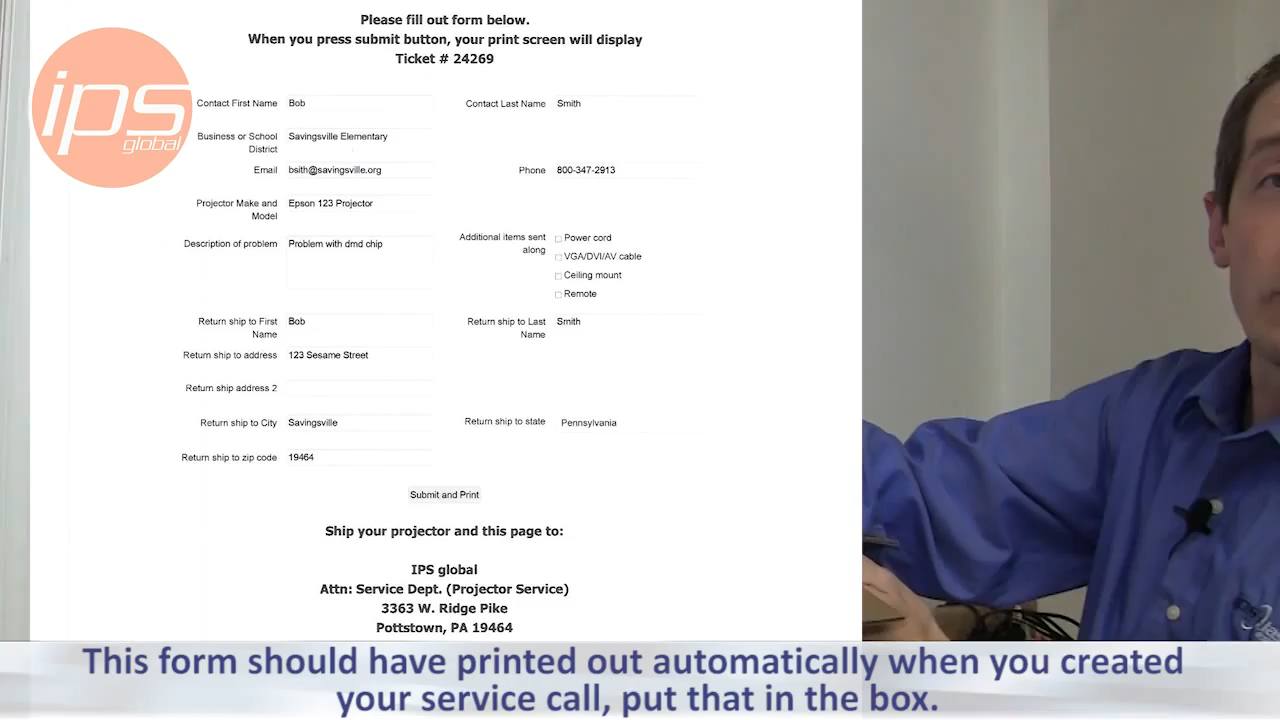 Please fill out form below.
When you press submit button, your print screen will display
Ticket # 24269
ips
global
Contact First Name Bob Contact Last Name Smith
Business or School District Savingsville Elementary
Email bsith@savingsville.org Phone 800-347-2913
Projector Make and Model Epson 123 Projector
Description of problem Problem with dmd chip
Additional items sent along
Power cord
VGA/DVI/AV cable
Ceiling mount
Remote
Return ship to First Name Bob Return ship to Last Name Smith
Return ship to address 123 Sesame Street
Return ship address 2
Return ship to City Savingsville Return ship to state Pennsylvania
Return ship to zip code 19464
Submit and Print
Ship your projector and this page to:
IPS global
Attn: Service Dept. (Projector Service)
3363 W. Ridge Pike
Pottstown, PA 19464
This form should have printed out automatically when you created
your service call, put that in the box.